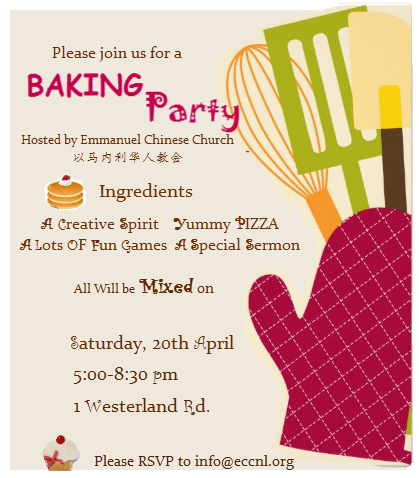 Please join us for a
BAKING
Party
Hosted by Emmanuel Chinese Church
以马内利华人教会
Ingredients
A Creative Spirit Yummy PIZZA
A Lots OF Fun Games A Special Sermon
All Will be Mixed on
Saturday, 20th April
5:00-8:30 pm
1 Westerland Rd.
Please RSVP to info@eccnl.org